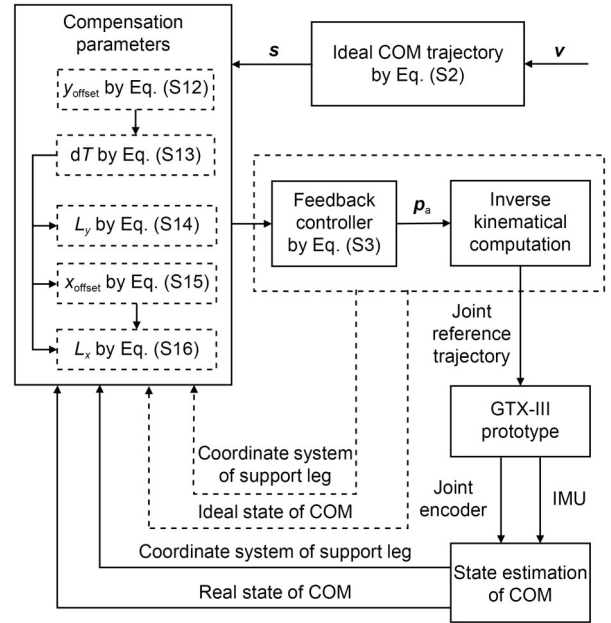 Compensation
parameters
y_offset by Eq. (S12)
dT by Eq. (S13)
L_y by Eq. (S14)
x_offset by Eq. (S15)
L_x by Eq. (S16)
s
Ideal COM trajectory
by Eq. (S2)
v
Feedback
controller
by Eq. (S3)
p_a
Inverse
kinematical
computation
Joint
reference
trajectory
GTX-III
prototype
Joint
encoder
IMU
State estimation
of COM
Coordinate system
of support leg
Ideal state of COM
Coordinate system of support leg
Real state of COM